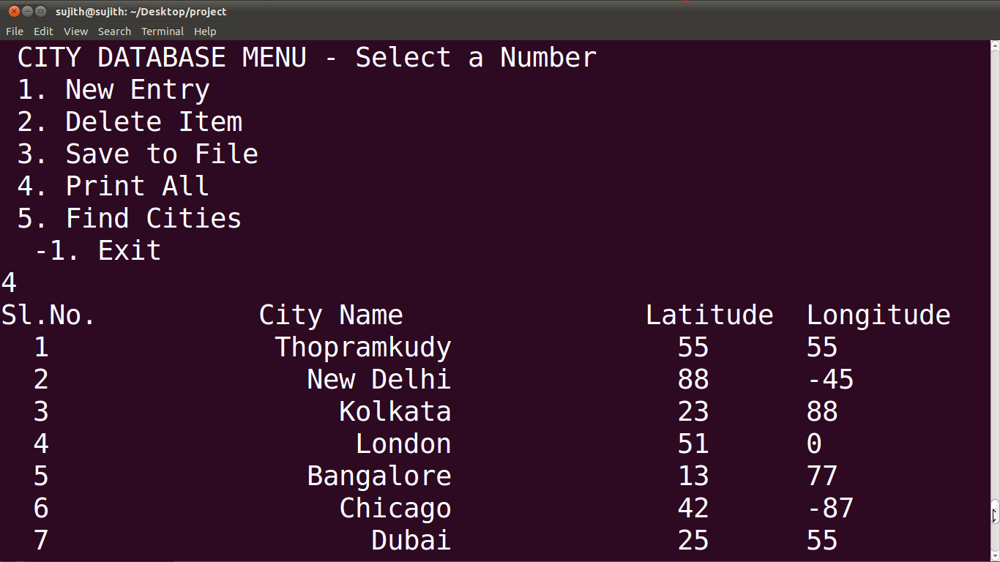 sujith@sujith: ~/Desktop/project
File Edit View Search Terminal Help
CITY DATABASE MENU - Select a Number
1. New Entry
2. Delete Item
3. Save to File
4. Print All
5. Find Cities
-1. Exit
4
Sl.No. City Name Latitude Longitude
1 Thopramkudy 55 55
2 New Delhi 88 -45
3 Kolkata 23 88
4 London 51 0
5 Bangalore 13 77
6 Chicago 42 -87
7 Dubai 25 55